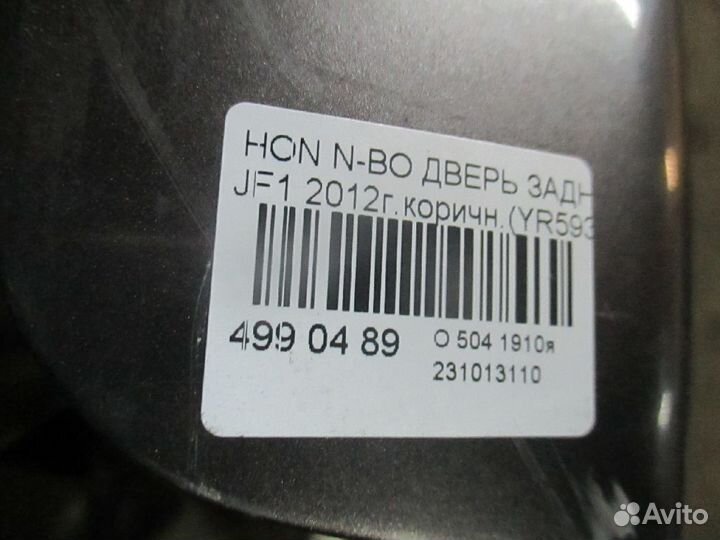 HON N-BO ДВЕРЬ ЗАДН
JF1 2012г.коричн.(YR593
499 04 89
О 504 1910я
231013110
Avito